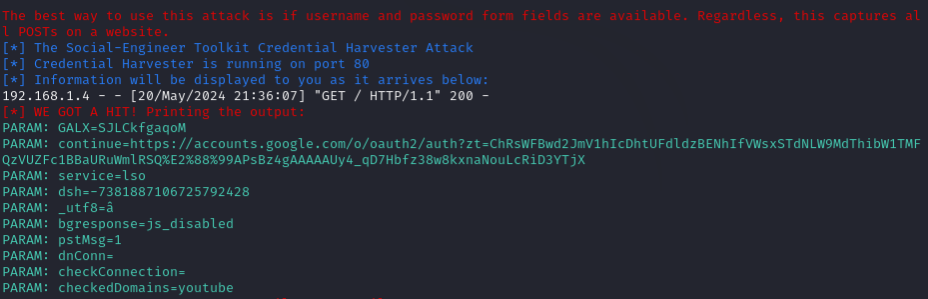 The best way to use this attack is if username and password form fields are available. Regardless, this captures al
l POSTs on a website.
[*] The Social-Engineer Toolkit Credential Harvester Attack
[*] Credential Harvester is running on port 80
[*] Information will be displayed to you as it arrives below:
192.168.1.4 - - [20/May/2024 21:36:07] "GET / HTTP/1.1" 200 -
[*] WE GOT A HIT! Printing the output:
PARAM: GALX=SJLCkfgaqoM
PARAM: continue=https://accounts.google.com/o/oauth2/auth?zt=ChRsWFBwd2JmV1hIcDhtUFdldzBENhIfVWsxSTdNLW9MdThibW1TMF
QzVUZFc1BBaURuWmlRSQ%E2%88%99APsBz4gAAAAAUy4_qD7Hbfz38w8kxnaNouLcRiD3YTjX
PARAM: service=lso
PARAM: dsh=-7381887106725792428
PARAM: _utf8=â
PARAM: bgresponse=js_disabled
PARAM: pstMsg=1
PARAM: dnConn=
PARAM: checkConnection=
PARAM: checkedDomains=youtube